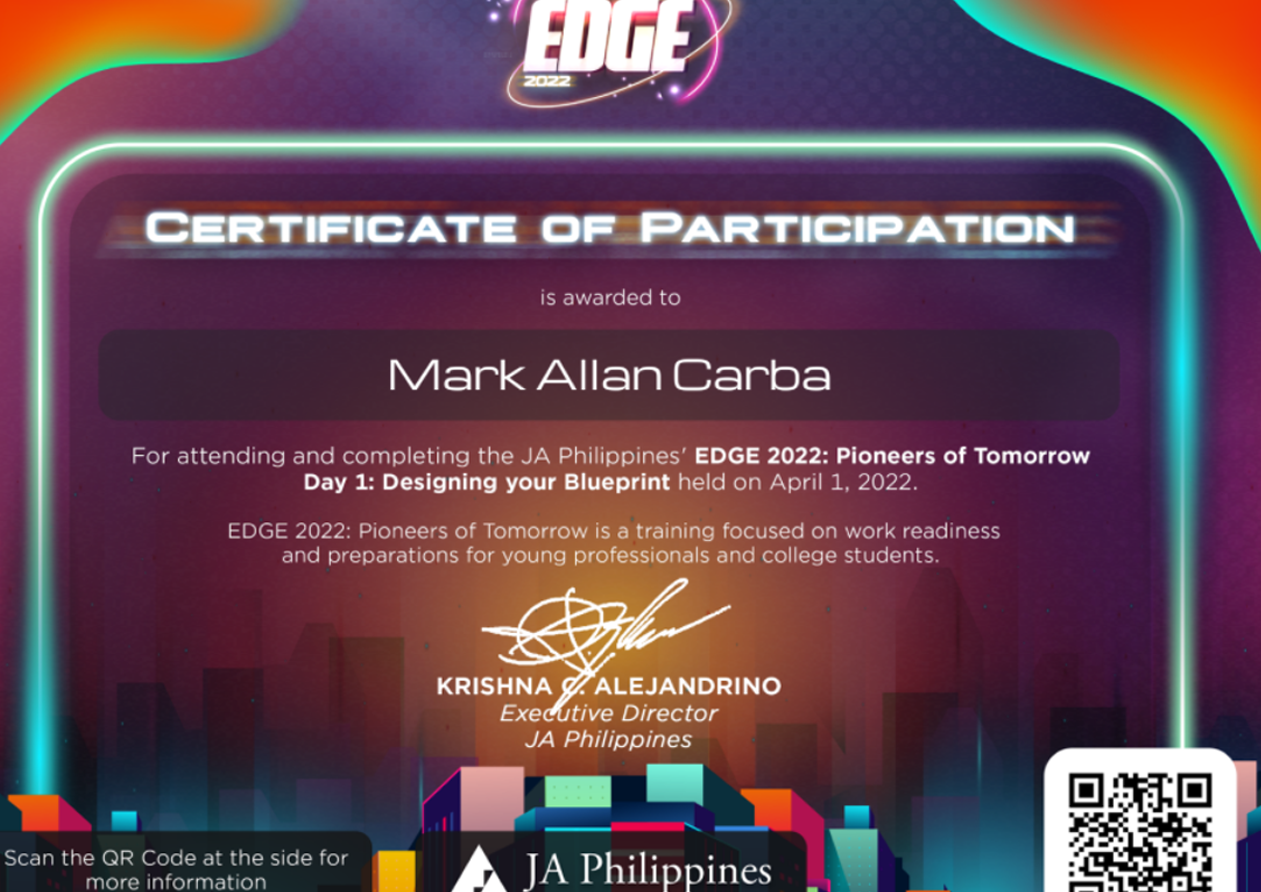 EDGE
2022
CERTIFICATE OF PARTICIPATION
is awarded to
Mark Allan Carba
For attending and completing the JA Philippines' EDGE 2022: Pioneers of Tomorrow
Day 1: Designing your Blueprint held on April 1, 2022.
EDGE 2022: Pioneers of Tomorrow is a training focused on work readiness
and preparations for young professionals and college students.
KRISHNA C. ALEJANDRINO
Executive Director
JA Philippines
Scan the QR Code at the side for
more information
JA Philippines